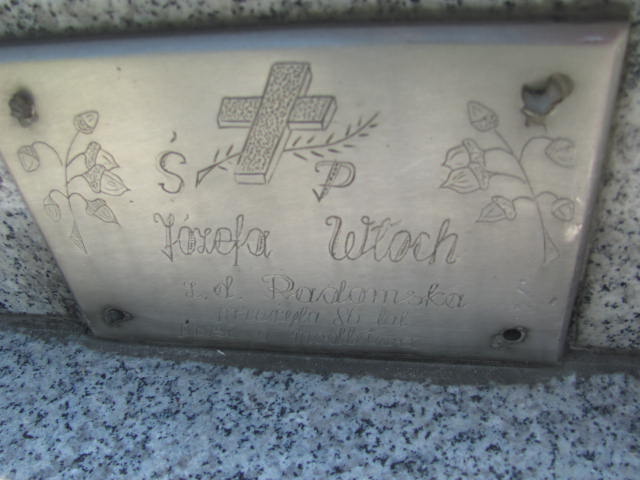 Ś P
Józefa Włoch
Z. d. Radomska
przeżyła 86 lat